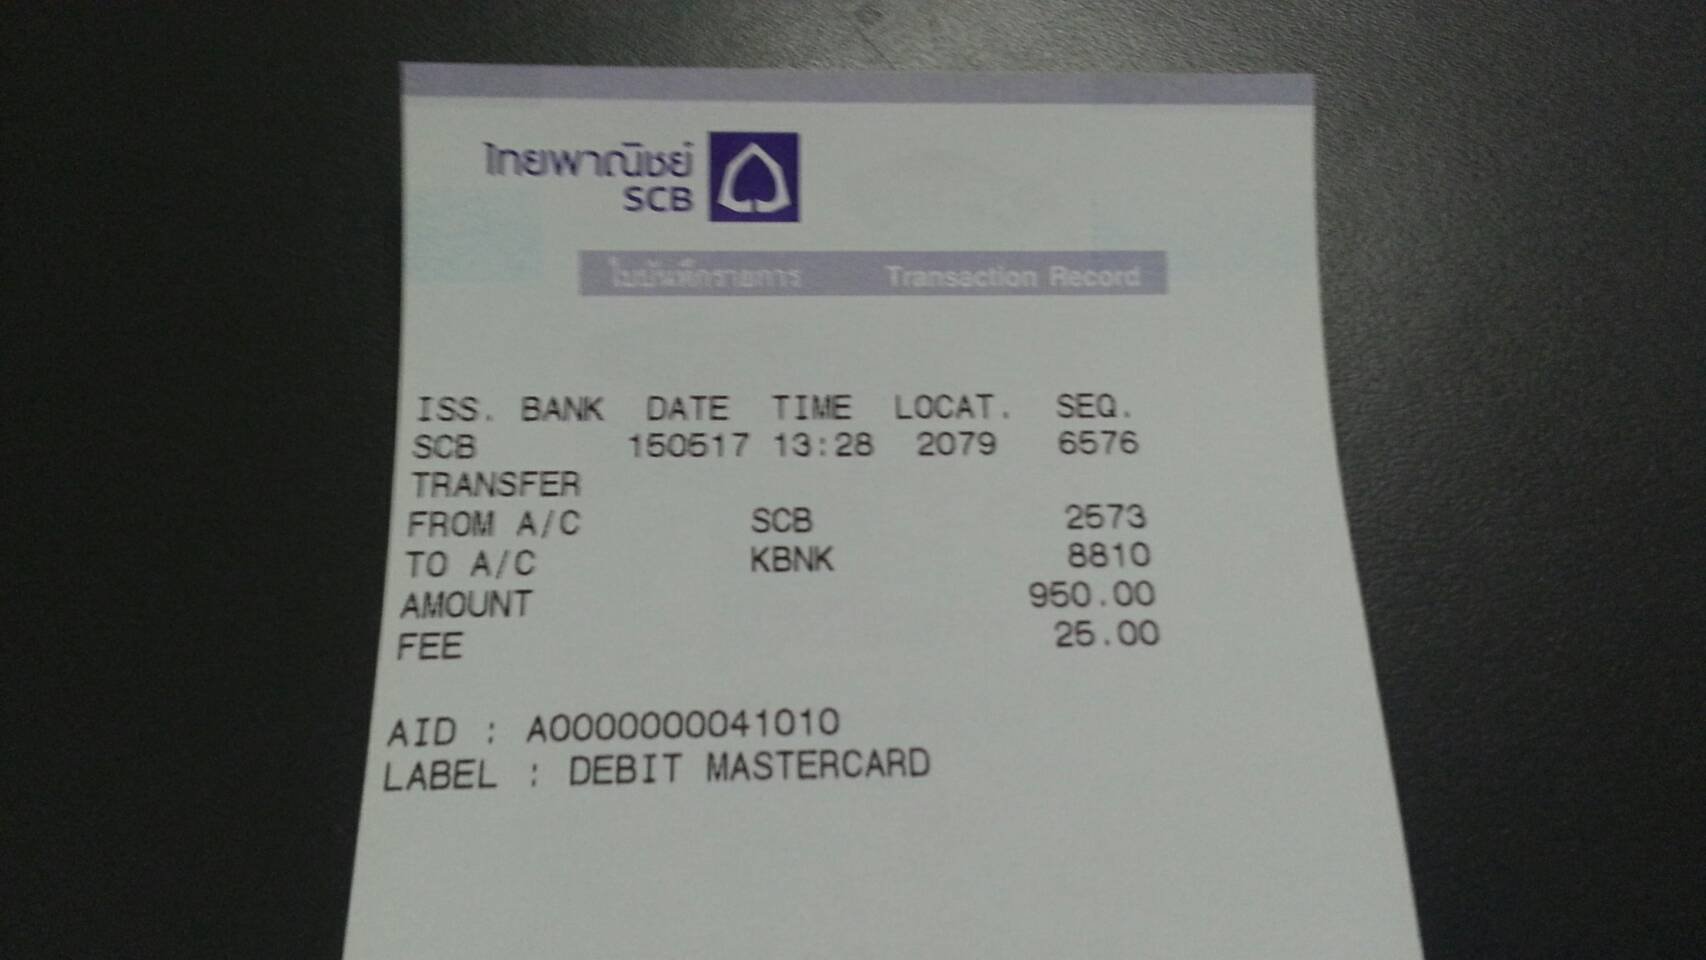 ไทยพาณิชย์
SCB
ใบบันทึกรายการ Transaction Record
ISS. BANK DATE TIME LOCAT. SEQ.
SCB 150517 13:28 2079 6576
TRANSFER
FROM A/C SCB 2573
TO A/C KBNK 8810
AMOUNT 950.00
FEE 25.00
AID : A0000000041010
LABEL : DEBIT MASTERCARD